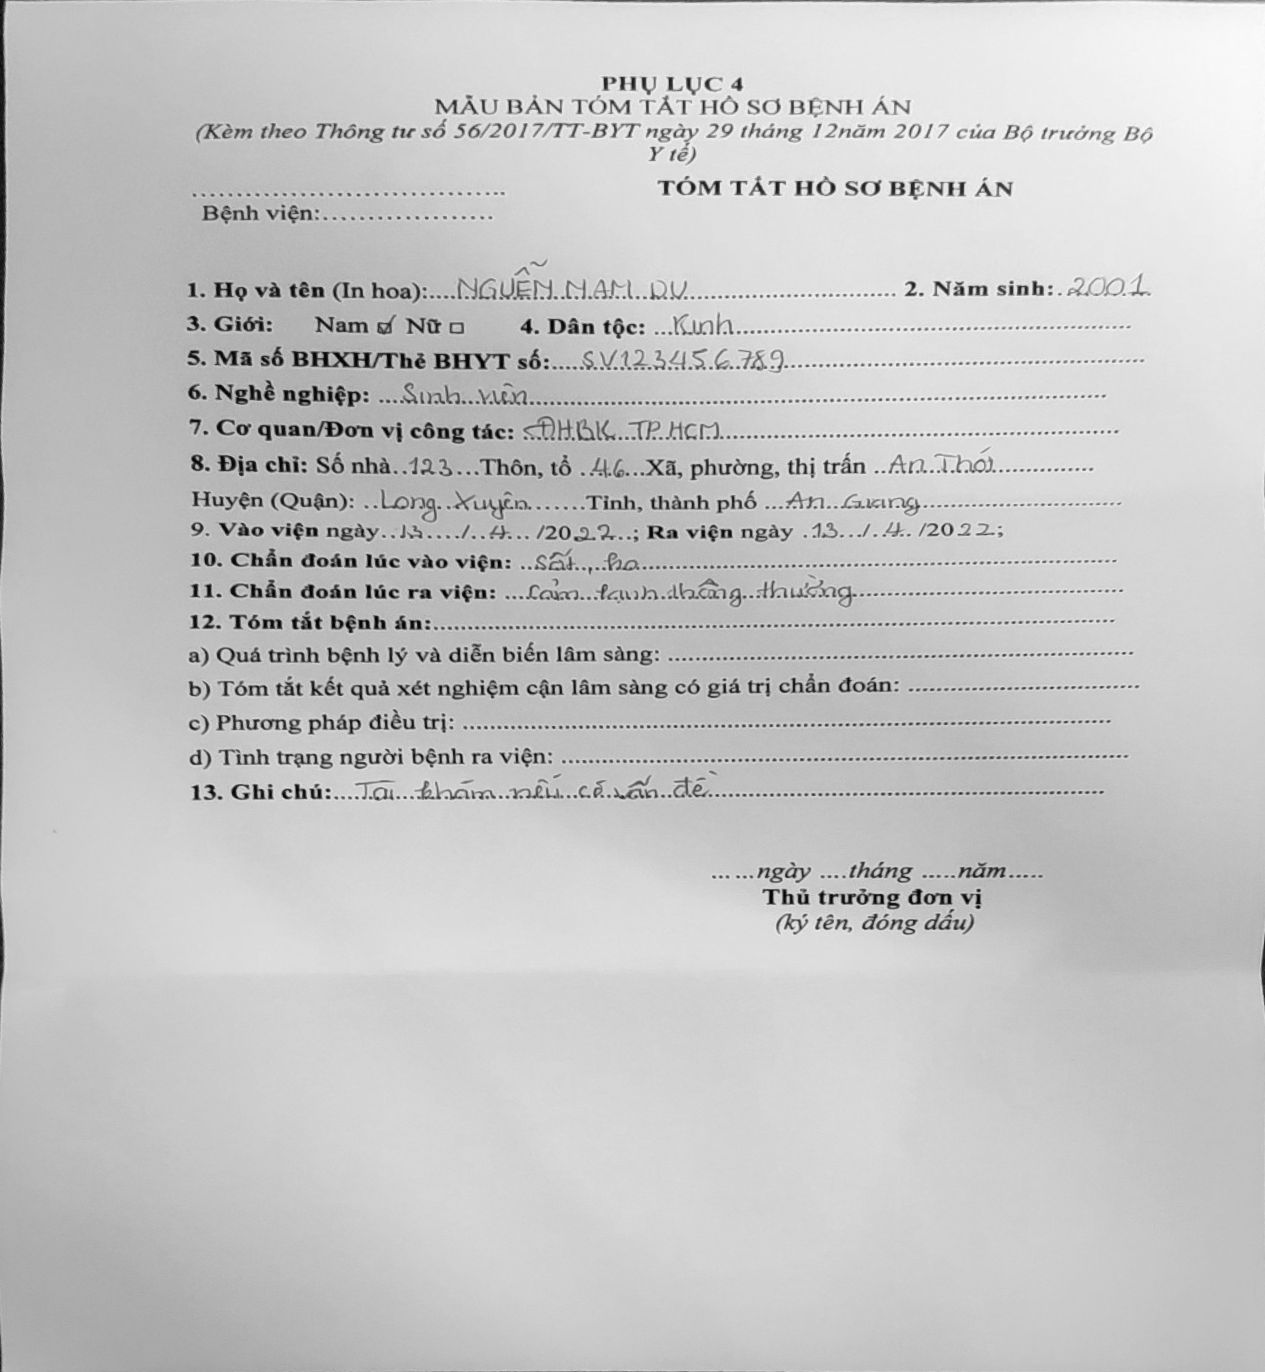 PHỤ LỤC 4
MẪU BẢN TÓM TẮT HỒ SƠ BỆNH ÁN
(Kèm theo Thông tư số 56/2017/TT-BYT ngày 29 tháng 12năm 2017 của Bộ trưởng Bộ
Y tế)
...................................
TÓM TẮT HỒ SƠ BỆNH ÁN
Bệnh viện:...................
1. Họ và tên (In hoa):....NGUỄN NAM DU.............................. 2. Năm sinh:.2001
3. Giới: Nam ☑ Nữ ☐ 4. Dân tộc: ...Kinh..............................
5. Mã số BHXH/Thẻ BHYT số:....SV123456789..............................
6. Nghề nghiệp: ...Sinh viên..............................
7. Cơ quan/Đơn vị công tác: ĐHBK TP HCM..............................
8. Địa chỉ: Số nhà..123...Thôn, tổ .46...Xã, phường, thị trấn ..An Thới..............
Huyện (Quận): ..Long Xuyên.......Tỉnh, thành phố ...An Giang..............................
9. Vào viện ngày..13..../..4... /2022..; Ra viện ngày .13.../..4.. /2022;
10. Chẩn đoán lúc vào viện: ..sốt, ho..............................
11. Chẩn đoán lúc ra viện: ...cảm lạnh thông thường..............................
12. Tóm tắt bệnh án:..............................
a) Quá trình bệnh lý và diễn biến lâm sàng: ..............................
b) Tóm tắt kết quả xét nghiệm cận lâm sàng có giá trị chẩn đoán: ..............................
c) Phương pháp điều trị: ..............................
d) Tình trạng người bệnh ra viện: ..............................
13. Ghi chú:....Tái khám nếu có vấn đề..............................
... ...ngày ....tháng .....năm.....
Thủ trưởng đơn vị
(ký tên, đóng dấu)